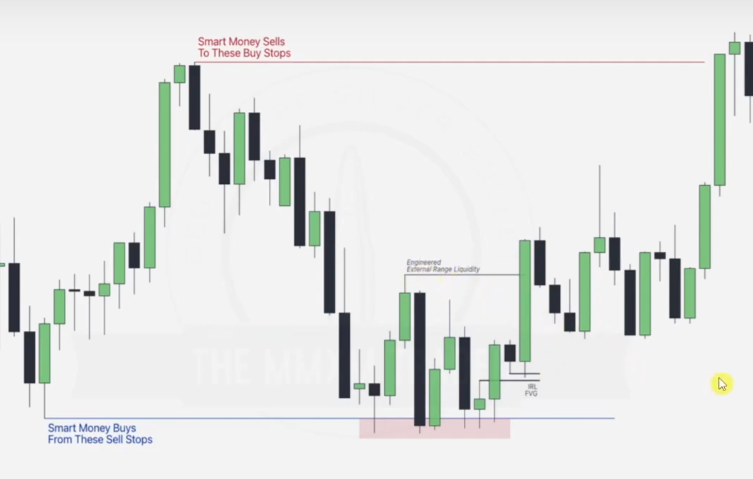 Smart Money Sells
To These Buy Stops
Engineered
External Range Liquidity
IRL
FVG
Smart Money Buys
From These Sell Stops